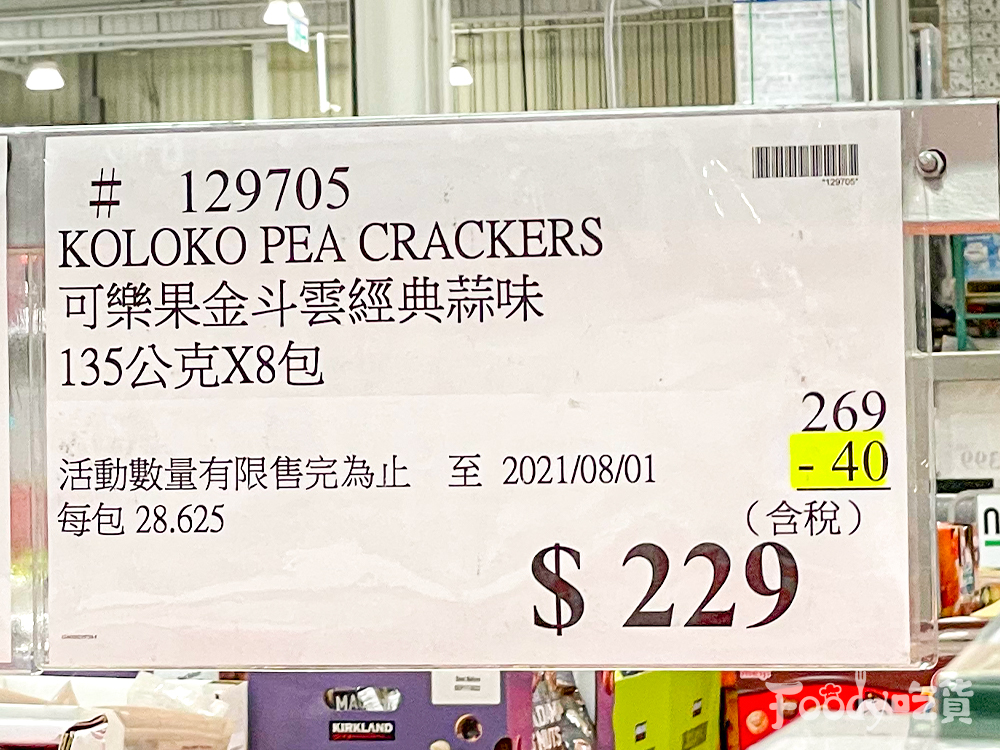 # 129705
"129705"
KOLOKO PEA CRACKERS
可樂果金斗雲經典蒜味
135公克X8包
269
- 40
活動數量有限售完為止 至 2021/08/01
每包 28.625
(含稅)
$ 229
KIRKLAND
Foody吃貨